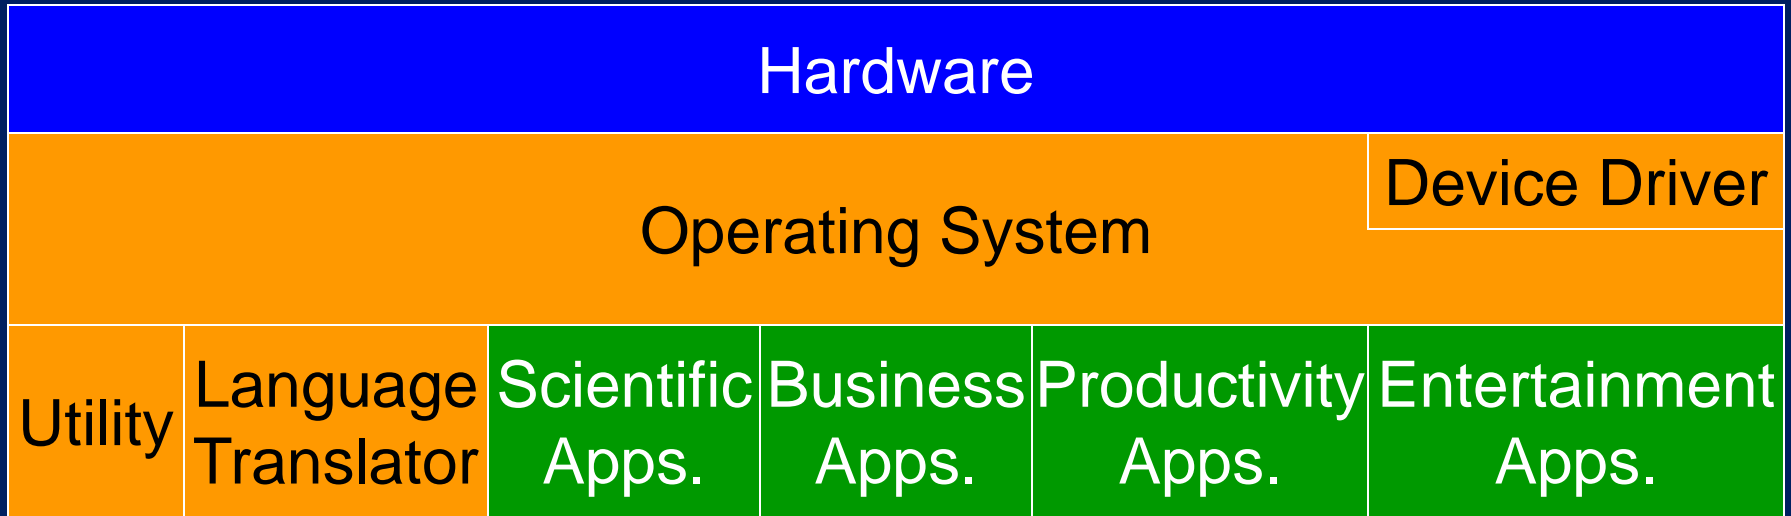 Hardware
Device Driver
Operating System
Utility
Language
Translator
Scientific
Apps.
Business
Apps.
Productivity
Apps.
Entertainment
Apps.